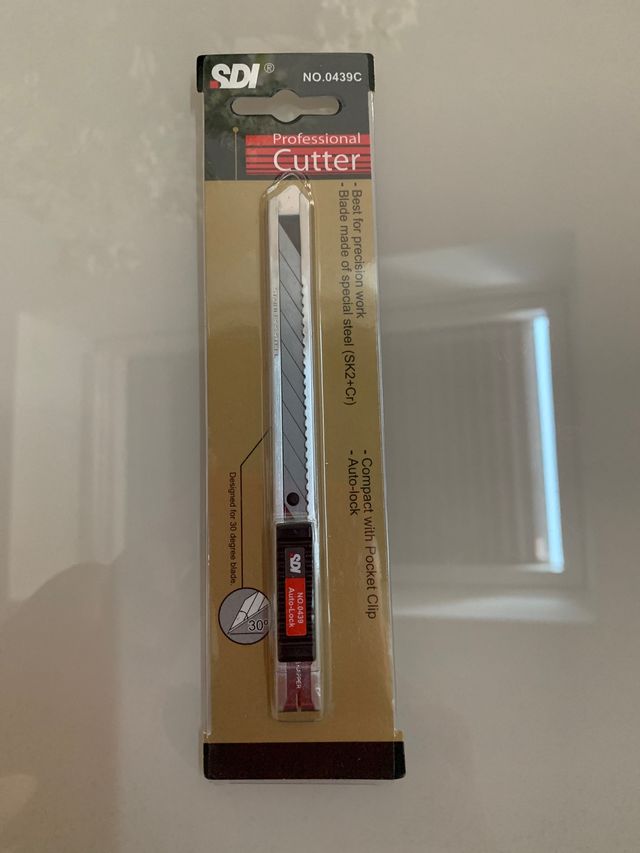 SDI®
NO.0439C
Professional
Cutter
- Best for precision work
- Blade made of special steel (SK2+Cr)
- Compact with Pocket Clip
- Auto-lock
Designed for 30 degree blade.
30°
SDI
NO.0439
Auto-Lock